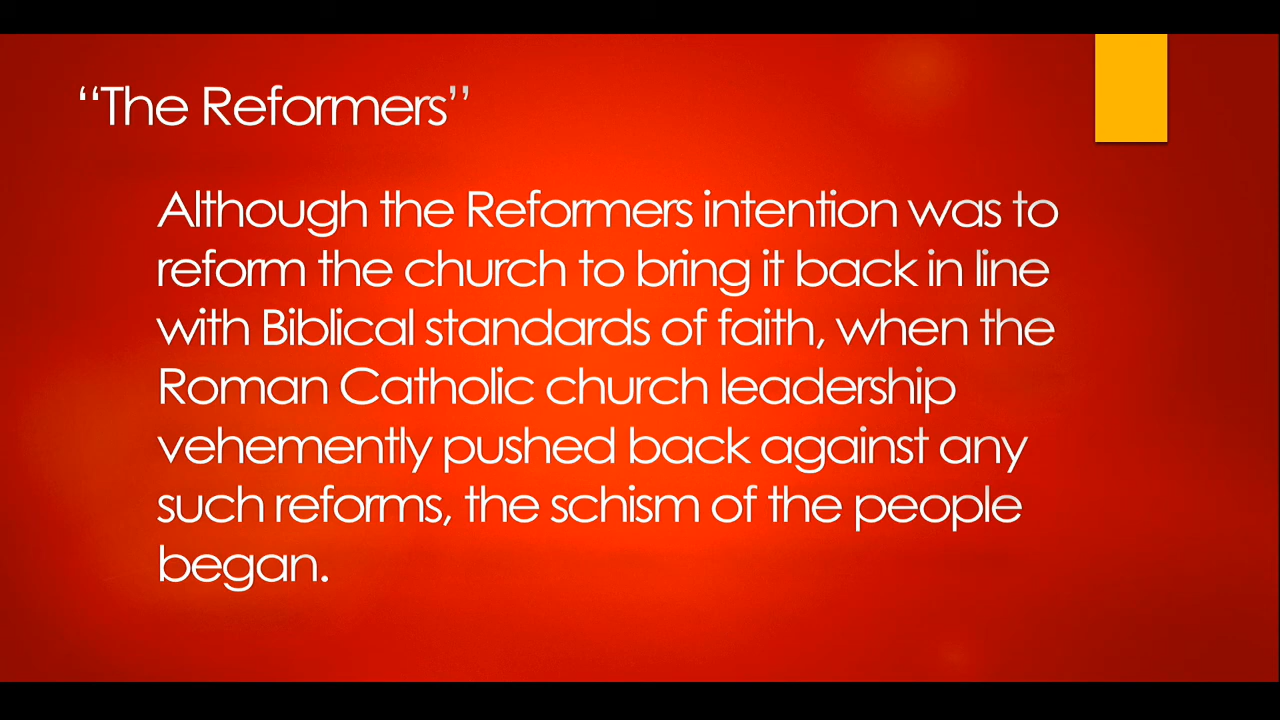 “The Reformers”
Although the Reformers intention was to
reform the church to bring it back in line
with Biblical standards of faith, when the
Roman Catholic church leadership
vehemently pushed back against any
such reforms, the schism of the people
began.